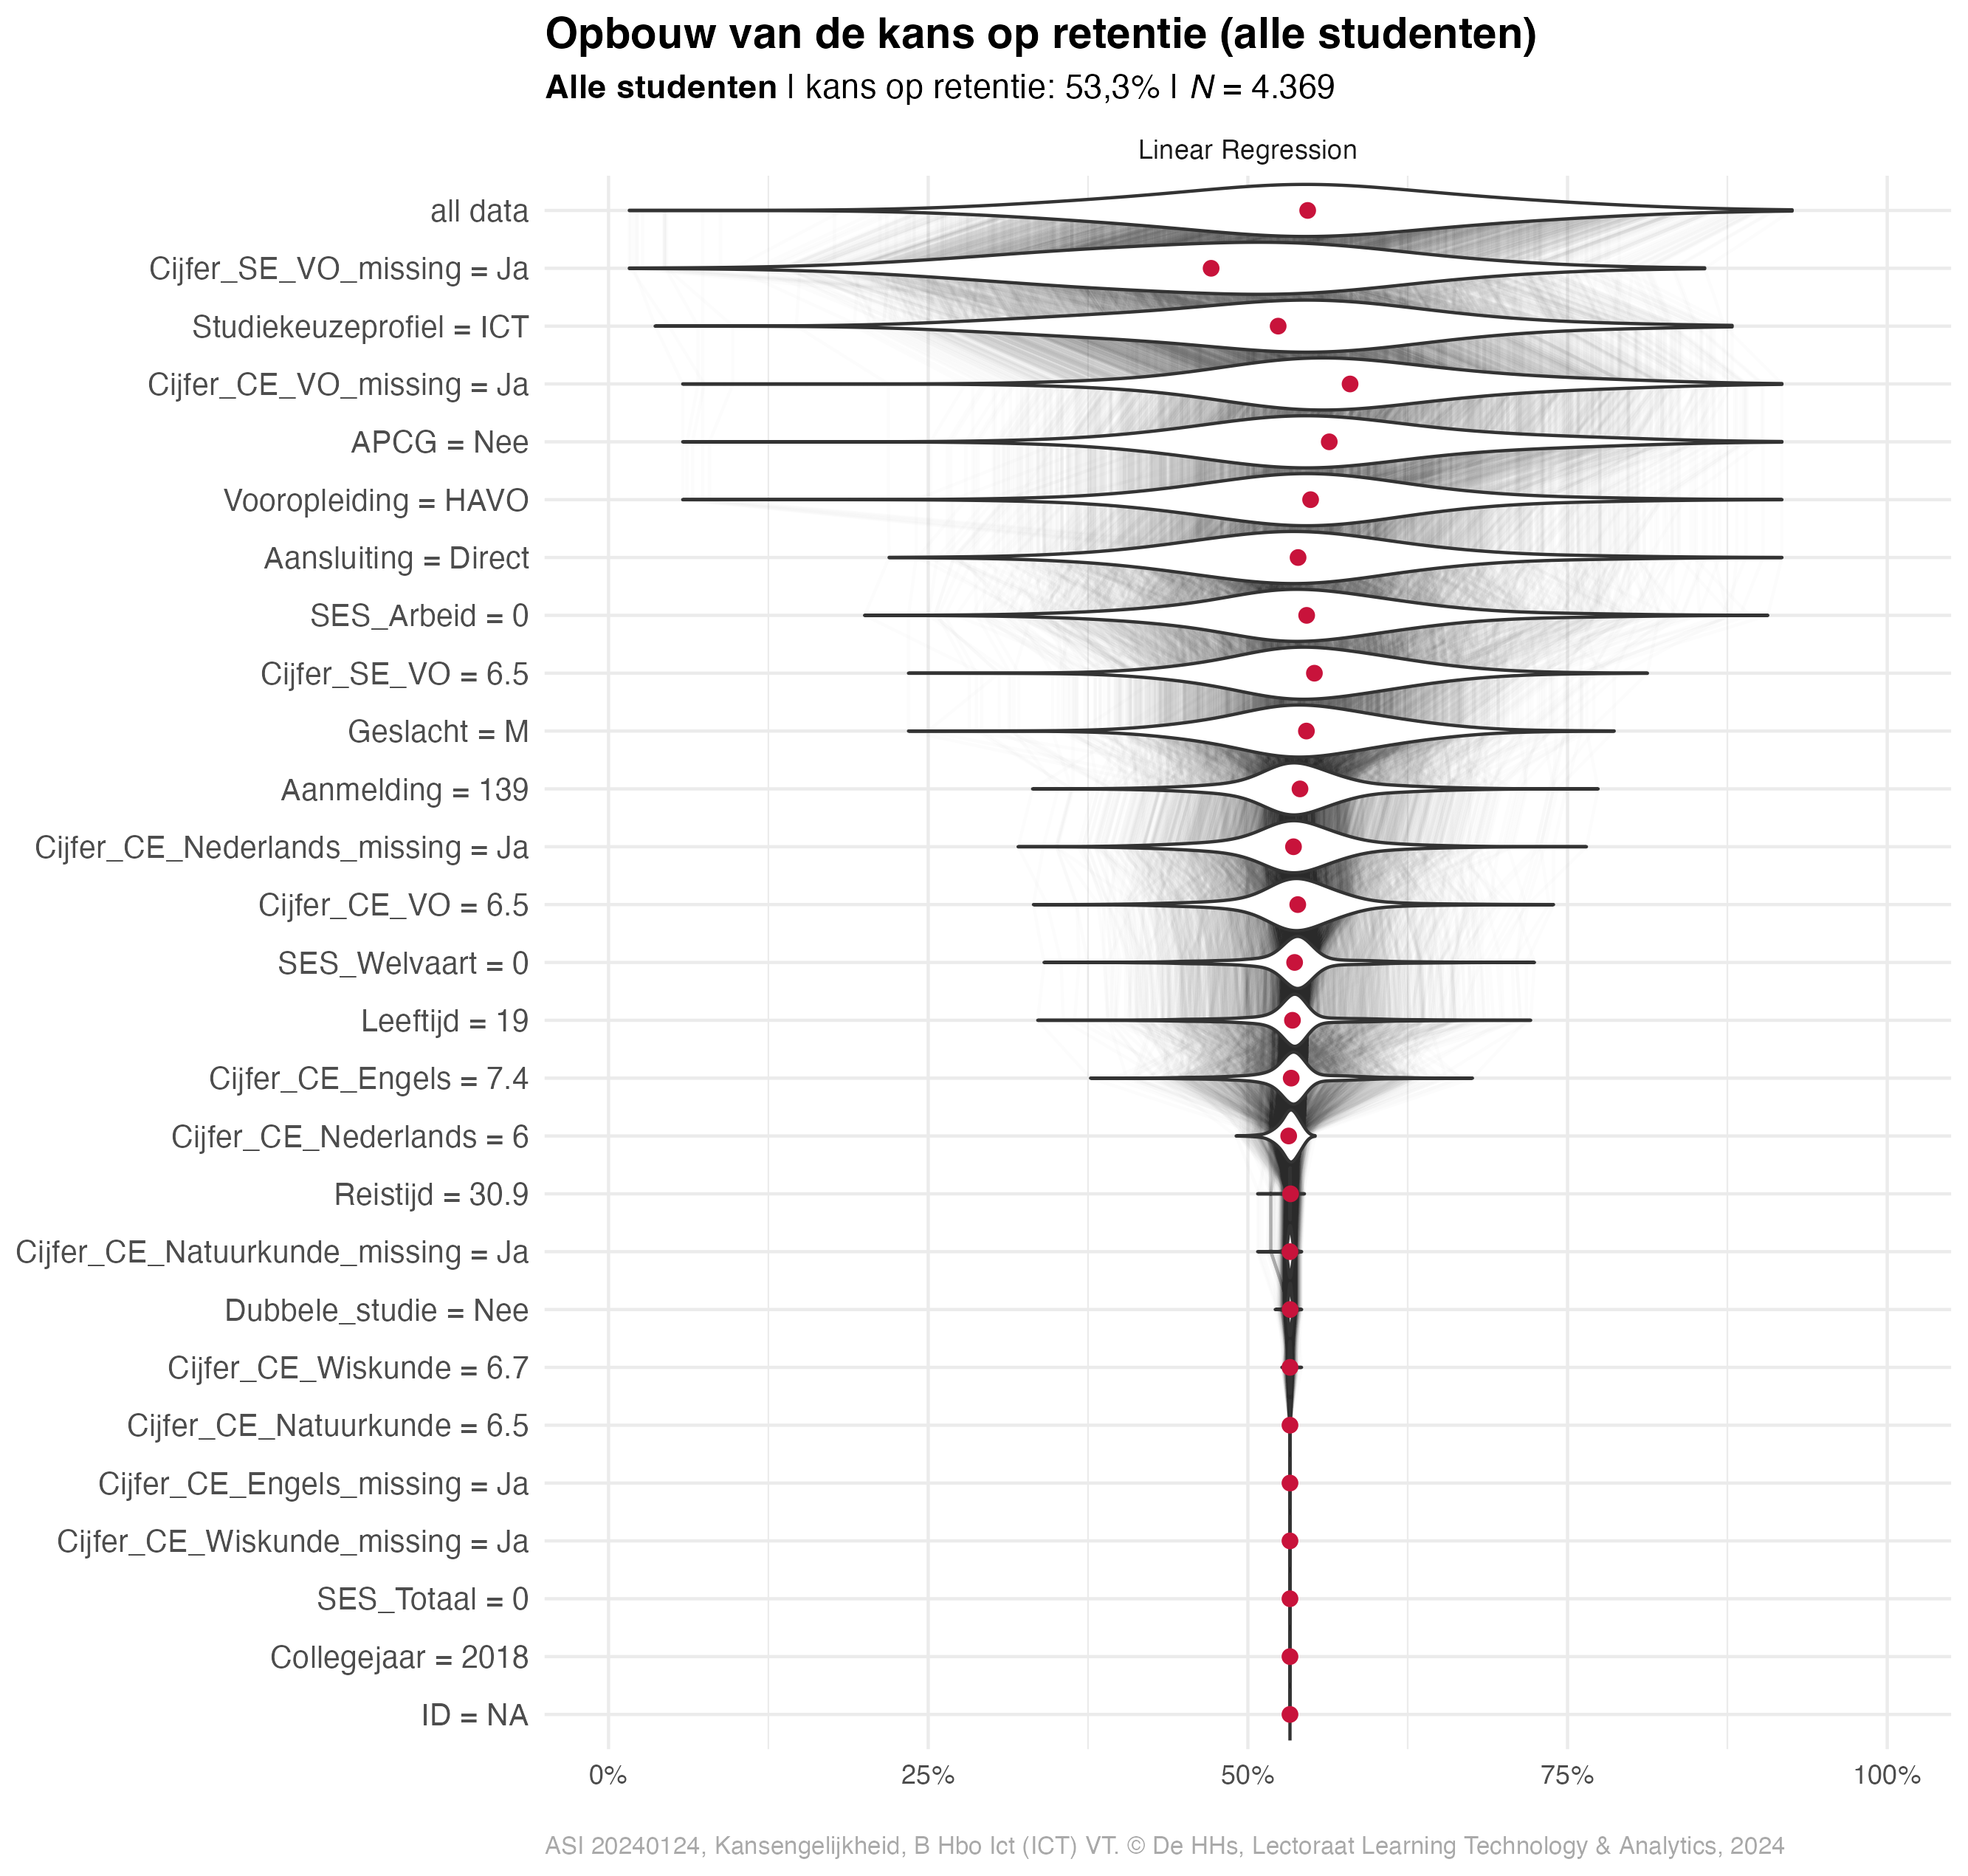 Opbouw van de kans op retentie (alle studenten)
Alle studenten | kans op retentie: 53,3% | N = 4.369
Linear Regression
all data
Cijfer_SE_VO_missing = Ja
Studiekeuzeprofiel = ICT
Cijfer_CE_VO_missing = Ja
APCG = Nee
Vooropleiding = HAVO
Aansluiting = Direct
SES_Arbeid = 0
Cijfer_SE_VO = 6.5
Geslacht = M
Aanmelding = 139
Cijfer_CE_Nederlands_missing = Ja
Cijfer_CE_VO = 6.5
SES_Welvaart = 0
Leeftijd = 19
Cijfer_CE_Engels = 7.4
Cijfer_CE_Nederlands = 6
Reistijd = 30.9
Cijfer_CE_Natuurkunde_missing = Ja
Dubbele_studie = Nee
Cijfer_CE_Wiskunde = 6.7
Cijfer_CE_Natuurkunde = 6.5
Cijfer_CE_Engels_missing = Ja
Cijfer_CE_Wiskunde_missing = Ja
SES_Totaal = 0
Collegejaar = 2018
ID = NA
0% 25% 50% 75% 100%
ASI 20240124, Kansengelijkheid, B Hbo Ict (ICT) VT. © De HHs, Lectoraat Learning Technology & Analytics, 2024